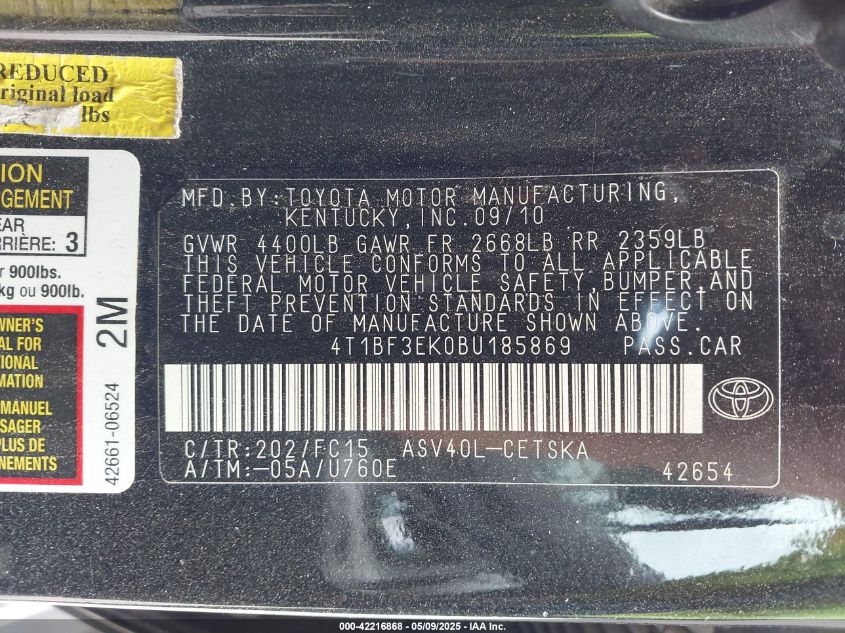 REDUCED
original load
lbs
ION
GEMENT
EAR
RRIÈRE: 3
r 900lbs.
kg ou 900lb.
2M
WNER'S
AL FOR
TIONAL
MATION
MANUEL
SAGER
PLUS DE
NEMENTS
42661-06524
MFD.BY:TOYOTA MOTOR MANUFACTURING,
KENTUCKY,INC.09/10
GVWR 4400LB GAWR FR 2668LB RR 2359LB
THIS VEHICLE CONFORMS TO ALL APPLICABLE
FEDERAL MOTOR VEHICLE SAFETY,BUMPER,AND
THEFT PREVENTION STANDARDS IN EFFECT ON
THE DATE OF MANUFACTURE SHOWN ABOVE.
4T1BF3EK0BU185869 PASS.CAR
C/TR:202/FC15 ASV40L-CETSKA
A/TM:-05A/U760E 42654
000-42216868 - 05/09/2025 - IAA Inc.